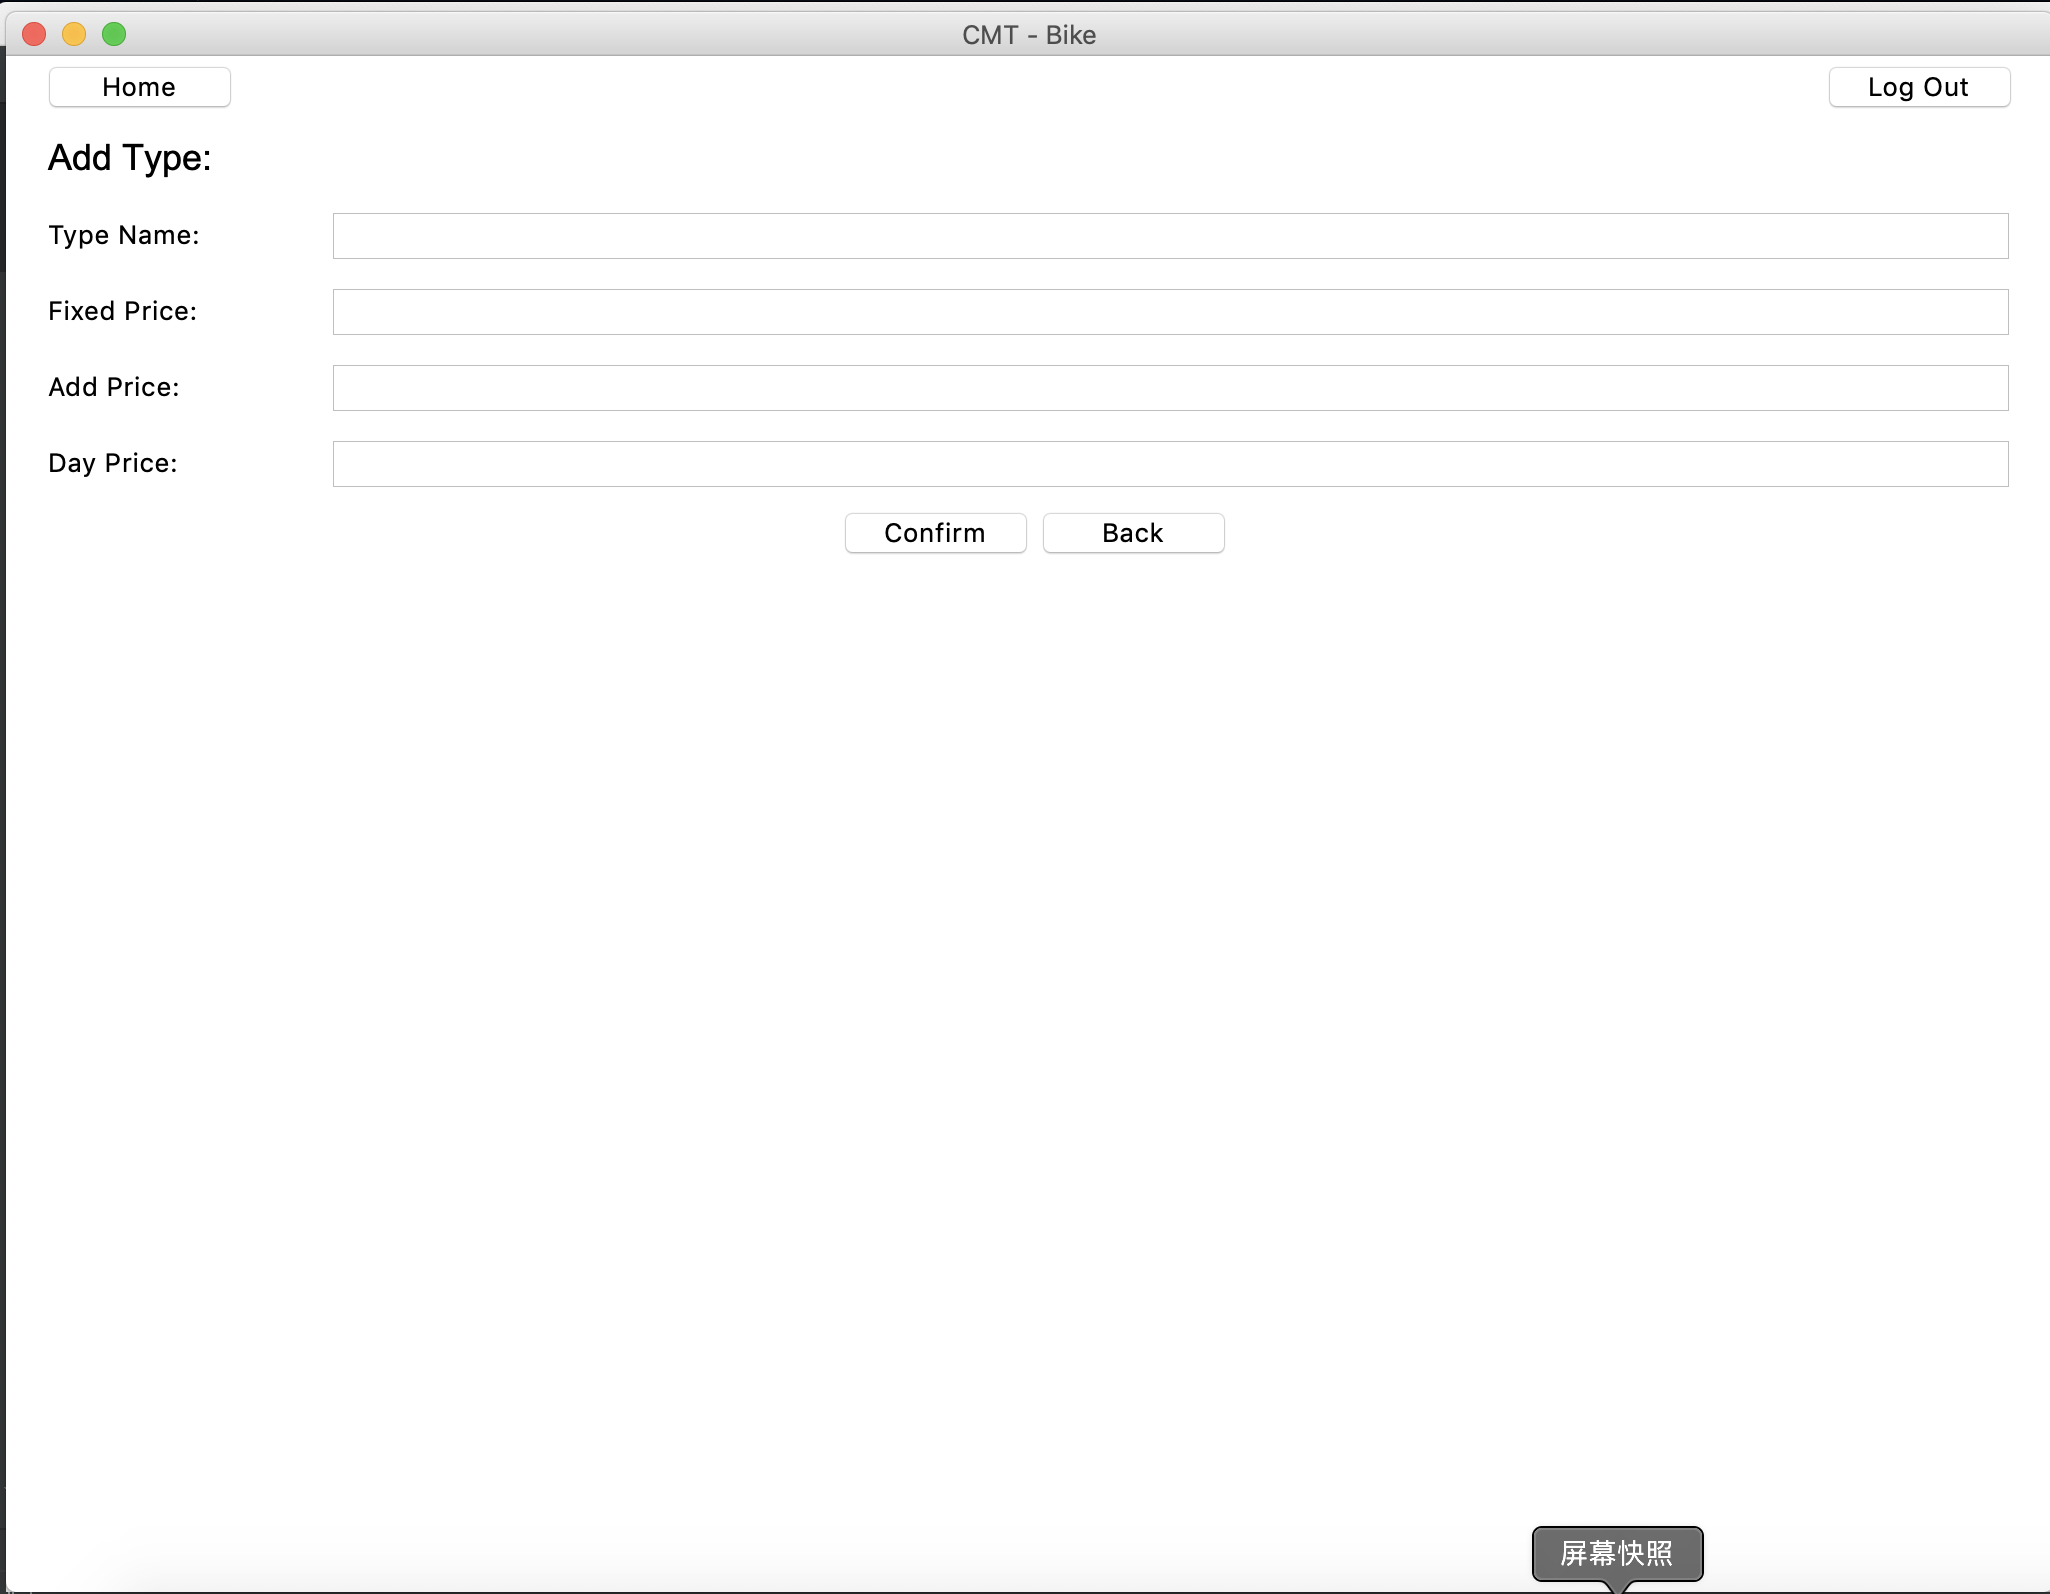 CMT - Bike
Home
Log Out
Add Type:
Type Name:
Fixed Price:
Add Price:
Day Price:
Confirm
Back
屏幕快照